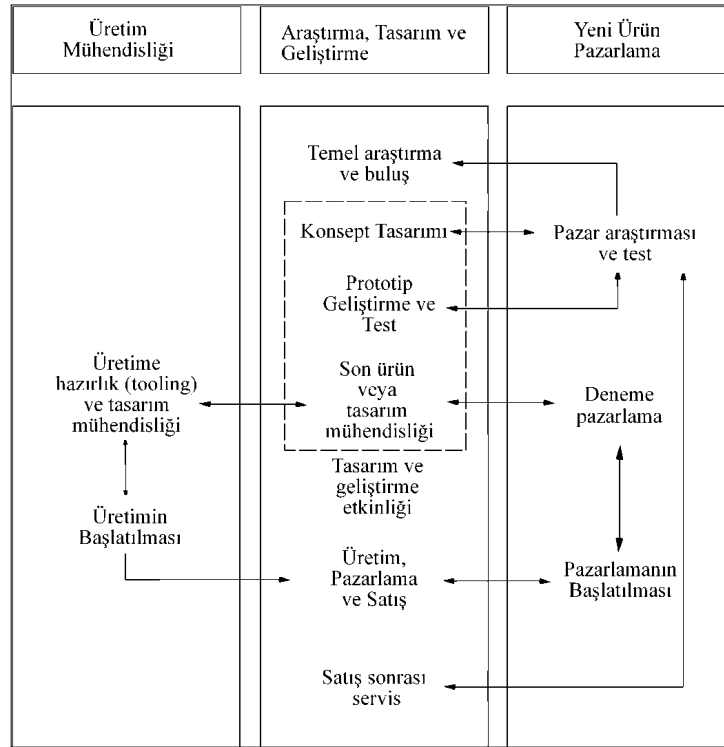 Üretim
Mühendisliği
Araştırma, Tasarım ve
Geliştirme
Yeni Ürün
Pazarlama
Temel araştırma
ve buluş
Konsept Tasarımı
Pazar araştırması
ve test
Prototip
Geliştirme ve
Test
Üretime
hazırlık (tooling)
ve tasarım
mühendisliği
Son ürün
veya
tasarım
mühendisliği
Deneme
pazarlama
Tasarım ve
geliştirme
etkinliği
Üretimin
Başlatılması
Üretim,
Pazarlama
ve Satış
Pazarlamanın
Başlatılması
Satış sonrası
servis